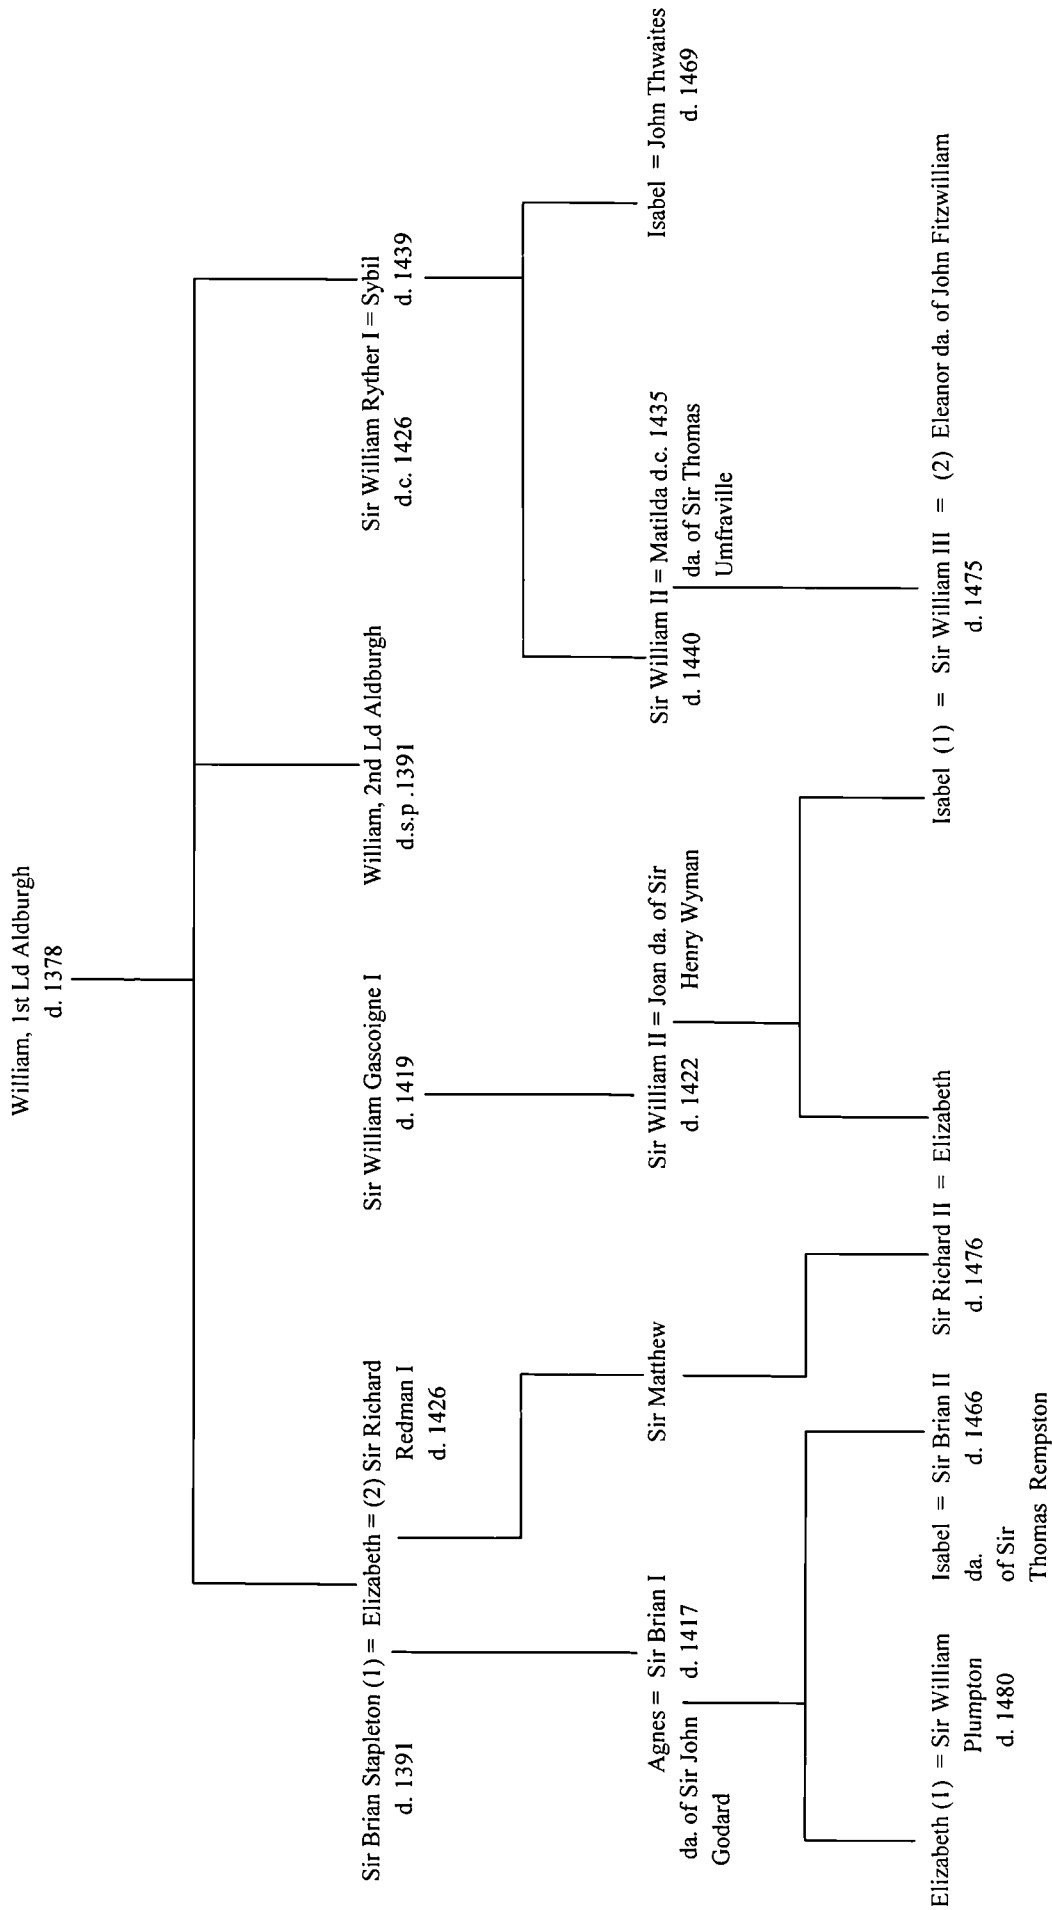 William, 1st Ld Aldburgh
d. 1378
Sir Brian Stapleton (1) = Elizabeth = (2) Sir Richard
d. 1391
Redman I
d. 1426
Sir William Gascoigne I
d. 1419
William, 2nd Ld Aldburgh
d.s.p .1391
Sir William Ryther I = Sybil
d.c. 1426
d. 1439
Agnes = Sir Brian I
da. of Sir John
d. 1417
Godard
Sir Matthew
Sir William II = Joan da. of Sir
d. 1422
Henry Wyman
Sir William II = Matilda d.c. 1435
d. 1440
da. of Sir Thomas
Umfraville
Isabel = John Thwaites
d. 1469
Elizabeth (1) = Sir William
Plumpton
d. 1480
Isabel = Sir Brian II
da.
d. 1466
of Sir
Thomas Rempston
Sir Richard II = Elizabeth
d. 1476
Isabel (1) = Sir William III = (2) Eleanor da. of John Fitzwilliam
d. 1475